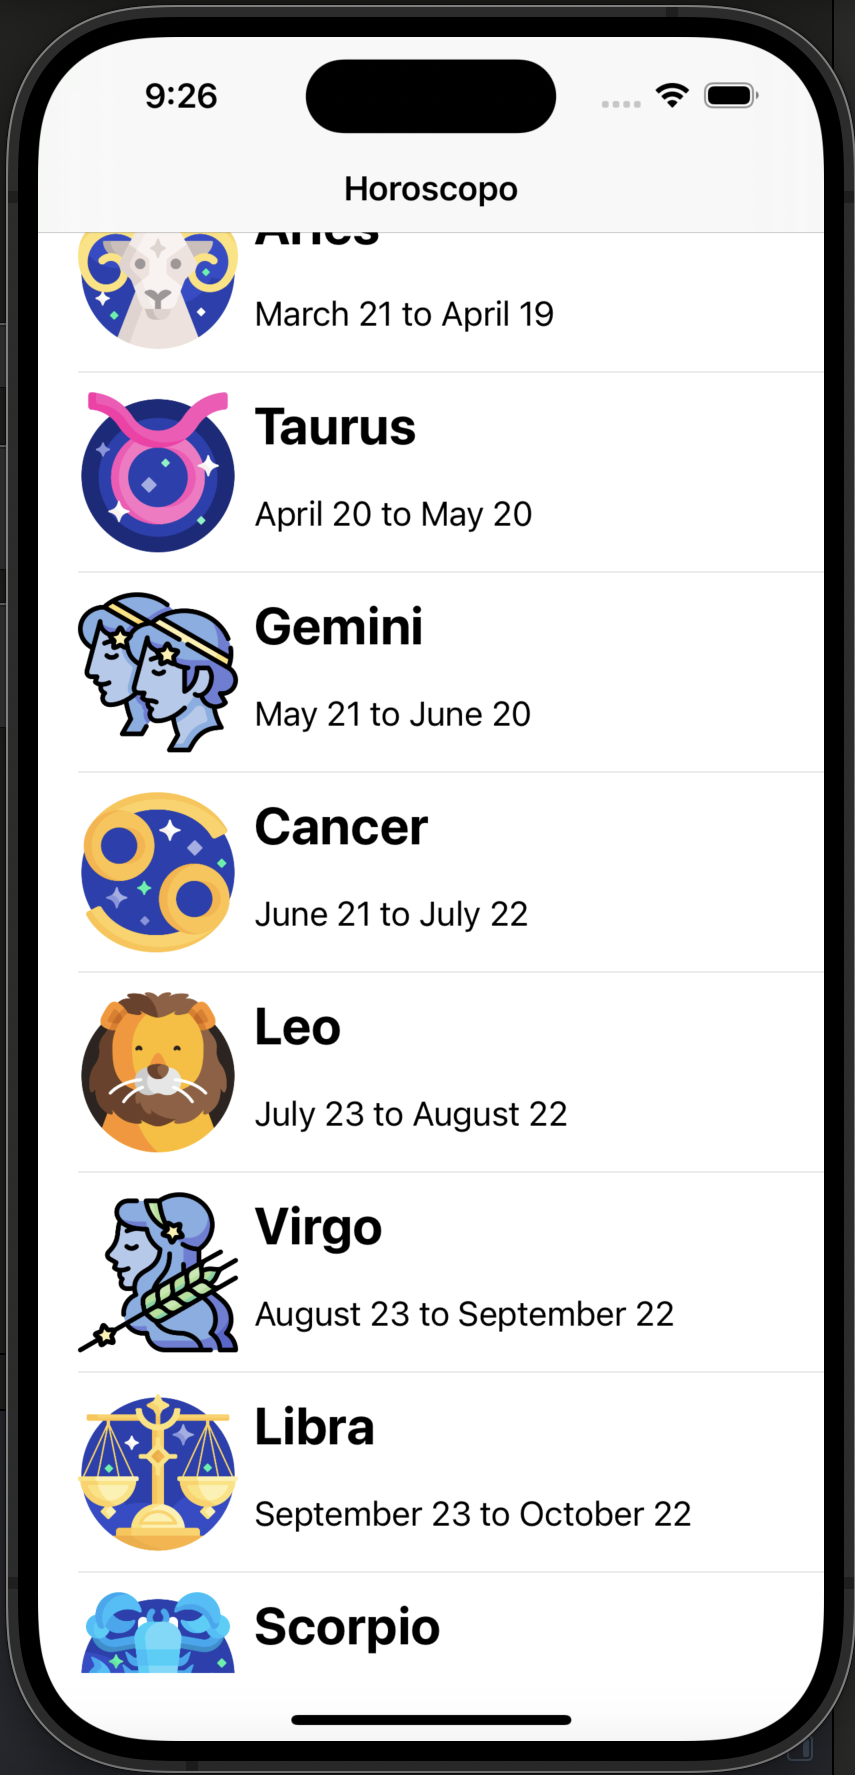 9:26
Horoscopo
Aries
March 21 to April 19
Taurus
April 20 to May 20
Gemini
May 21 to June 20
Cancer
June 21 to July 22
Leo
July 23 to August 22
Virgo
August 23 to September 22
Libra
September 23 to October 22
Scorpio